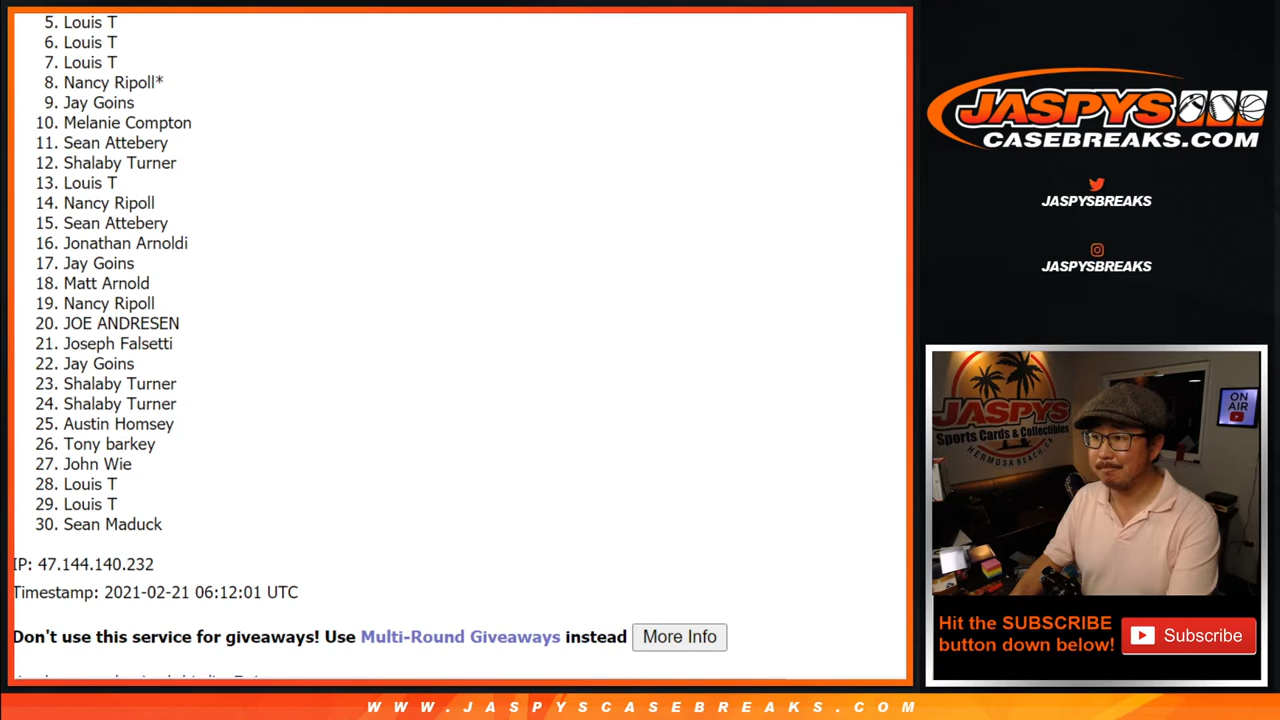 5. Louis T
6. Louis T
7. Louis T
8. Nancy Ripoll*
9. Jay Goins
10. Melanie Compton
11. Sean Attebery
12. Shalaby Turner
13. Louis T
14. Nancy Ripoll
15. Sean Attebery
16. Jonathan Arnoldi
17. Jay Goins
18. Matt Arnold
19. Nancy Ripoll
20. JOE ANDRESEN
21. Joseph Falsetti
22. Jay Goins
23. Shalaby Turner
24. Shalaby Turner
25. Austin Homsey
26. Tony barkey
27. John Wie
28. Louis T
29. Louis T
30. Sean Maduck
IP: 47.144.140.232
Timestamp: 2021-02-21 06:12:01 UTC
Don't use this service for giveaways! Use Multi-Round Giveaways instead More Info
JASPYS
CASEBREAKS.COM
JASPYSBREAKS
JASPYSBREAKS
JASPYS
Sports Cards & Collectibles
HERMOSA BEACH, CA
ON
AIR
Hit the SUBSCRIBE
button down below!
Subscribe
WWW.JASPYSCASEBREAKS.COM